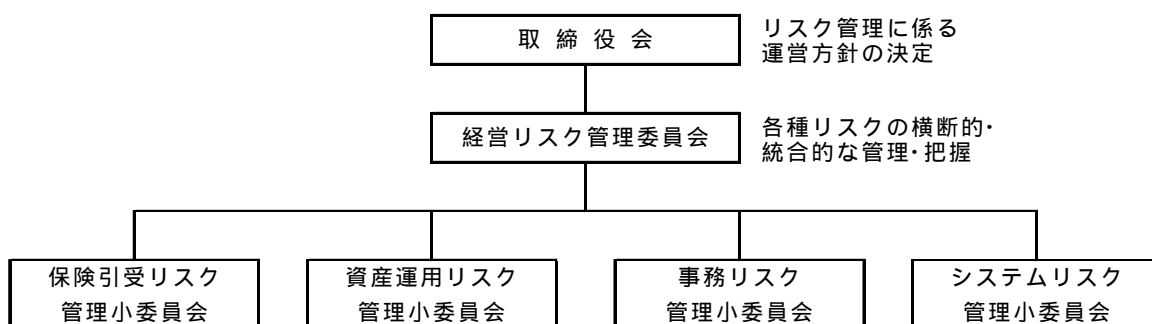 取締役会
リスク管理に係る
運営方針の決定
経営リスク管理委員会
各種リスクの横断的・
統合的な管理・把握
保険引受リスク
管理小委員会
資産運用リスク
管理小委員会
事務リスク
管理小委員会
システムリスク
管理小委員会